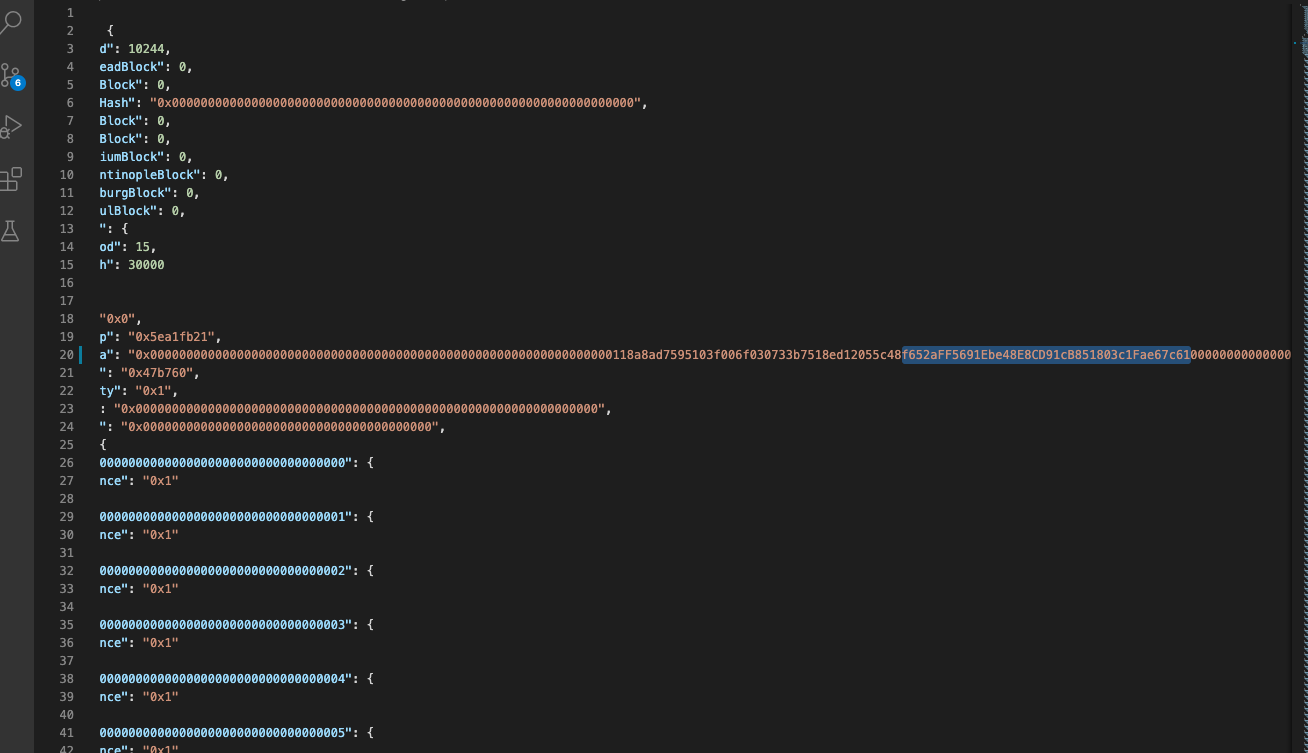 1
2 {
3 d": 10244,
4 eadBlock": 0,
5 Block": 0,
6 Hash": "0x0000000000000000000000000000000000000000000000000000000000000000",
7 Block": 0,
8 Block": 0,
9 iumBlock": 0,
10 ntinopleBlock": 0,
11 burgBlock": 0,
12 ulBlock": 0,
13 ": {
14 od": 15,
15 h": 30000
16
17
18 "0x0",
19 p": "0x5ea1fb21",
20 a": "0x0000000000000000000000000000000000000000000000000000000000000000118a8ad7595103f006f030733b7518ed12055c48f652aFF5691Ebe48E8CD91cB851803c1Fae67c6100000000000000
21 ": "0x47b760",
22 ty": "0x1",
23 : "0x0000000000000000000000000000000000000000000000000000000000000000",
24 ": "0x0000000000000000000000000000000000000000",
25 {
26 0000000000000000000000000000000000": {
27 nce": "0x1"
28
29 0000000000000000000000000000000001": {
30 nce": "0x1"
31
32 0000000000000000000000000000000002": {
33 nce": "0x1"
34
35 0000000000000000000000000000000003": {
36 nce": "0x1"
37
38 0000000000000000000000000000000004": {
39 nce": "0x1"
40
41 0000000000000000000000000000000005": {
42 nce": "0x1"
6